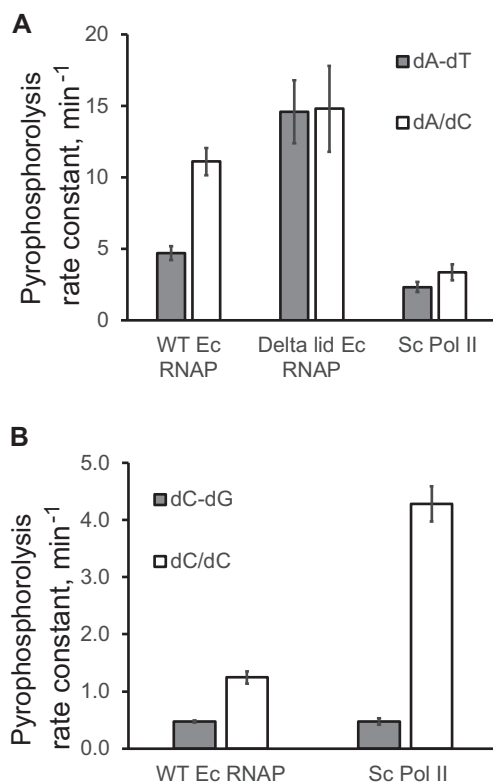 A
Pyrophosphorolysis
rate constant, min⁻¹
20
15
10
5
0
dA-dT
dA/dC
WT Ec
RNAP
Delta lid Ec
RNAP
Sc Pol II
B
Pyrophosphorolysis
rate constant, min⁻¹
5.0
4.0
3.0
2.0
1.0
0.0
dC-dG
dC/dC
WT Ec RNAP
Sc Pol II